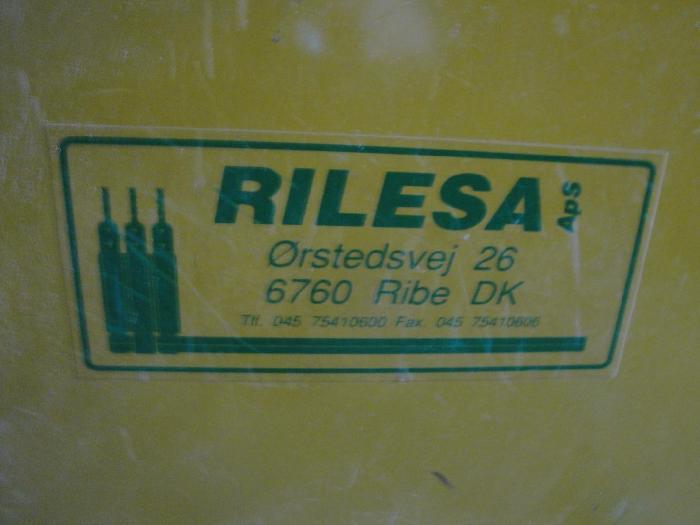 RILESA ApS
Ørstedsvej 26
6760 Ribe DK
Tlf. 045 75410600 Fax. 045 75410606